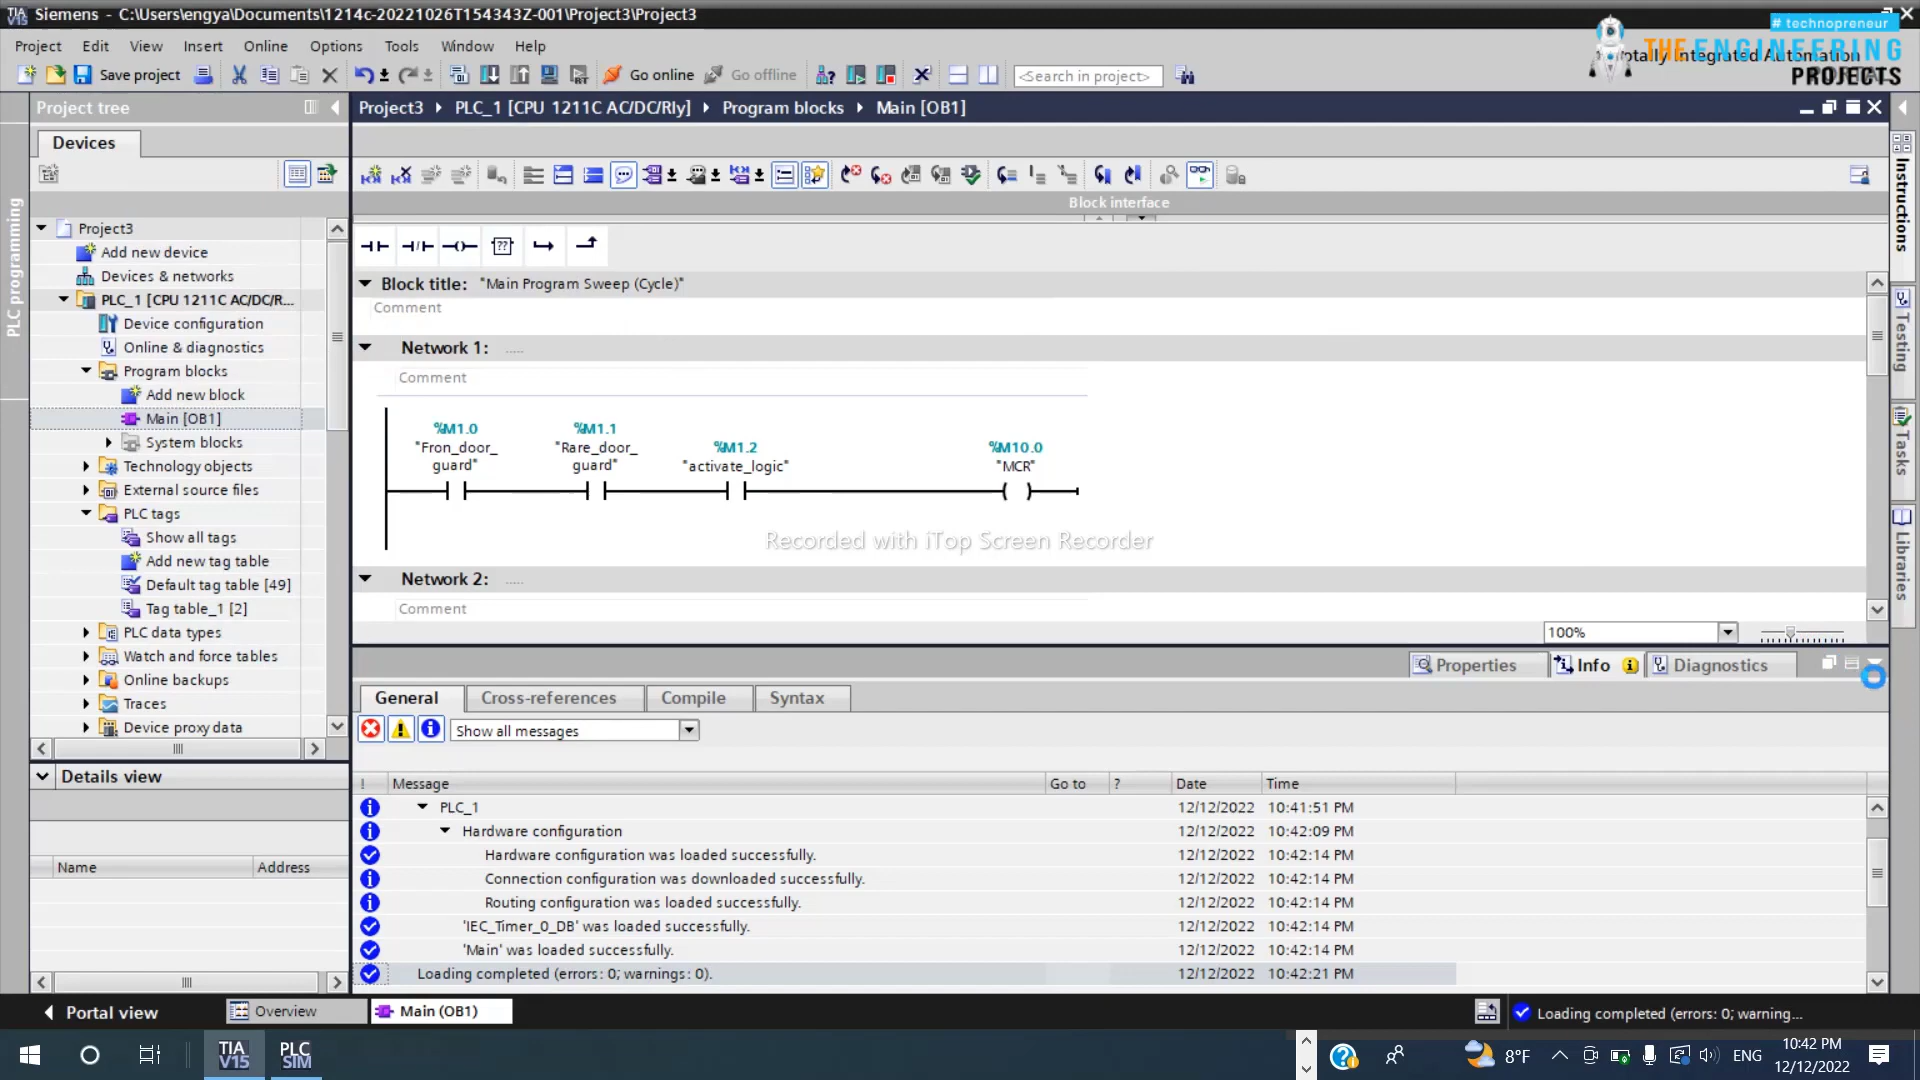 Siemens - C:\Users\engya\Documents\1214c-20221026T154343Z-001\Project3\Project3
# technopreneur
Project Edit View Insert Online Options Tools Window Help
THE ENGINEERING
PROJECTS
Totally Integrated Automation
Save project
Go online
Go offline
<Search in project>
Project tree
Project3 PLC_1 [CPU 1211C AC/DC/Rly] Program blocks Main [OB1]
Devices
Block interface
PLC programming
Project3
Add new device
Devices & networks
PLC_1 [CPU 1211C AC/DC/R...
Device configuration
Online & diagnostics
Program blocks
Add new block
Main [OB1]
System blocks
Technology objects
External source files
PLC tags
Show all tags
Add new tag table
Default tag table [49]
Tag table_1 [2]
PLC data types
Watch and force tables
Online backups
Traces
Device proxy data
Details view
Name Address
??
Block title: "Main Program Sweep (Cycle)"
Comment
Network 1: .....
Comment
%M1.0
"Fron_door_
guard"
%M1.1
"Rare_door_
guard"
%M1.2
"activate_logic"
%M10.0
"MCR"
Recorded with iTop Screen Recorder
Network 2: .....
Comment
100%
Instructions
Testing
Tasks
Libraries
Properties Info Diagnostics
General Cross-references Compile Syntax
Show all messages
! Message Go to ? Date Time
PLC_1 12/12/2022 10:41:51 PM
Hardware configuration 12/12/2022 10:42:09 PM
Hardware configuration was loaded successfully. 12/12/2022 10:42:14 PM
Connection configuration was downloaded successfully. 12/12/2022 10:42:14 PM
Routing configuration was loaded successfully. 12/12/2022 10:42:14 PM
'IEC_Timer_0_DB' was loaded successfully. 12/12/2022 10:42:14 PM
'Main' was loaded successfully. 12/12/2022 10:42:14 PM
Loading completed (errors: 0; warnings: 0). 12/12/2022 10:42:21 PM
Portal view
Overview
Main (OB1)
Loading completed (errors: 0; warning...
TIA
V15
PLC
SIM
8°F
ENG
10:42 PM
12/12/2022